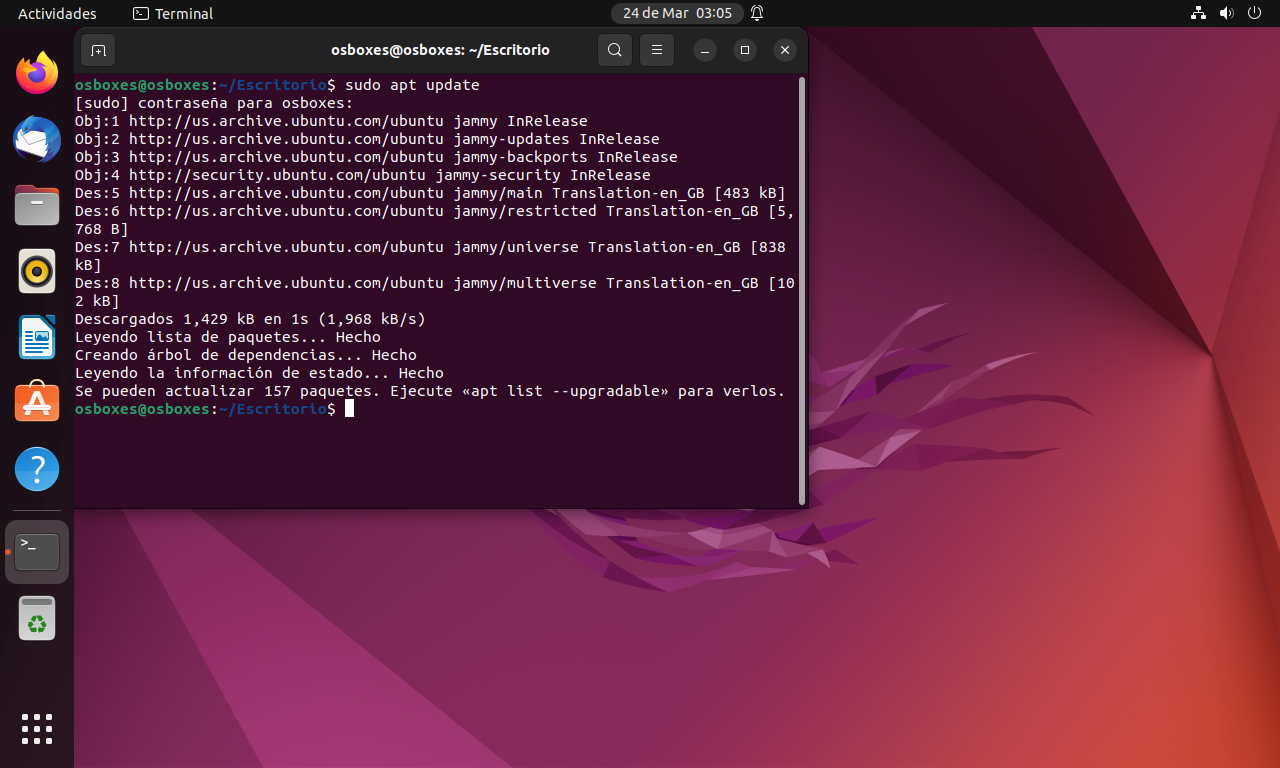 Actividades
Terminal
24 de Mar 03:05
osboxes@osboxes: ~/Escritorio
osboxes@osboxes:~/Escritorio$ sudo apt update
[sudo] contraseña para osboxes:
Obj:1 http://us.archive.ubuntu.com/ubuntu jammy InRelease
Obj:2 http://us.archive.ubuntu.com/ubuntu jammy-updates InRelease
Obj:3 http://us.archive.ubuntu.com/ubuntu jammy-backports InRelease
Obj:4 http://security.ubuntu.com/ubuntu jammy-security InRelease
Des:5 http://us.archive.ubuntu.com/ubuntu jammy/main Translation-en_GB [483 kB]
Des:6 http://us.archive.ubuntu.com/ubuntu jammy/restricted Translation-en_GB [5,
768 B]
Des:7 http://us.archive.ubuntu.com/ubuntu jammy/universe Translation-en_GB [838
kB]
Des:8 http://us.archive.ubuntu.com/ubuntu jammy/multiverse Translation-en_GB [10
2 kB]
Descargados 1,429 kB en 1s (1,968 kB/s)
Leyendo lista de paquetes... Hecho
Creando árbol de dependencias... Hecho
Leyendo la información de estado... Hecho
Se pueden actualizar 157 paquetes. Ejecute «apt list --upgradable» para verlos.
osboxes@osboxes:~/Escritorio$